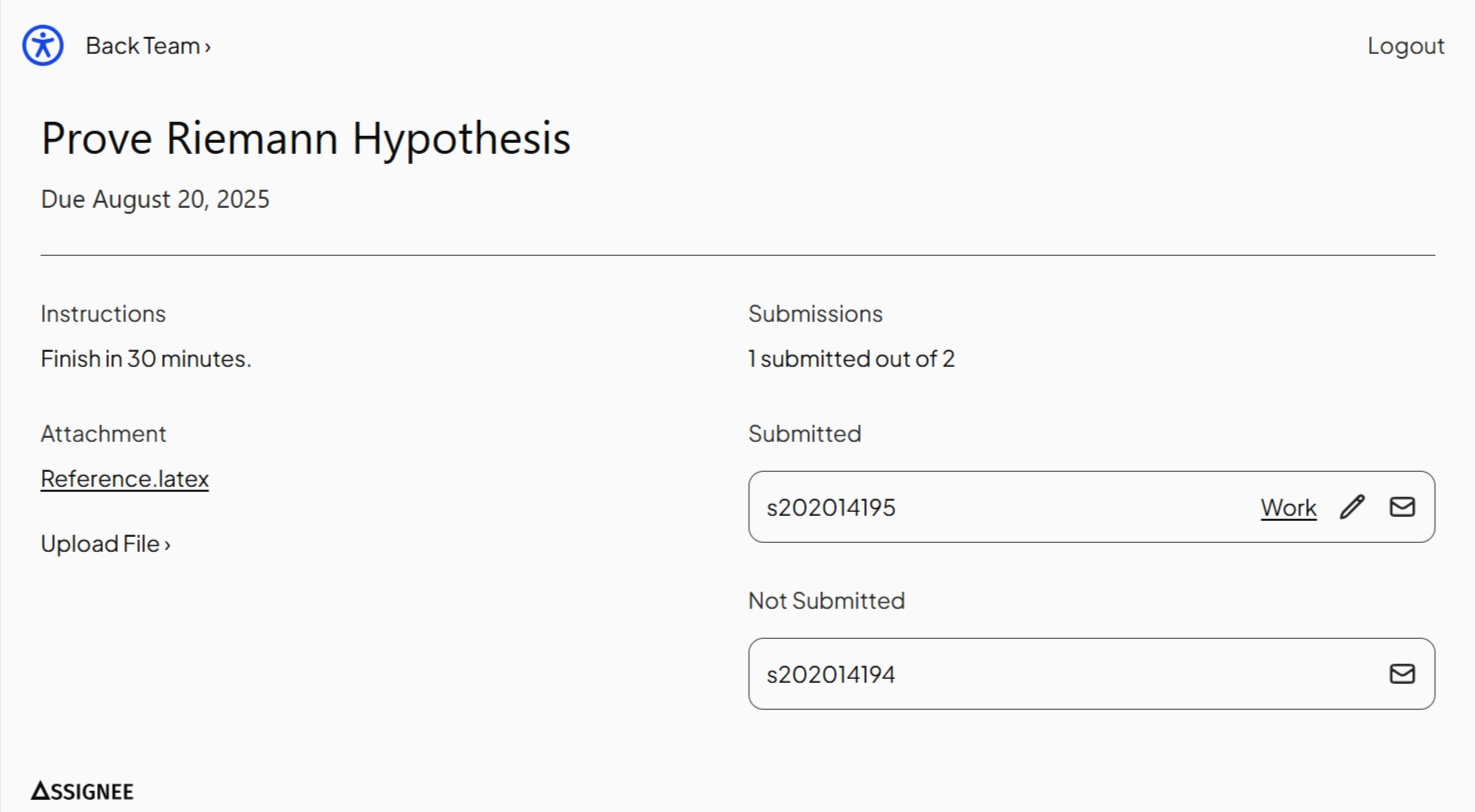 Back Team ›
Logout
Prove Riemann Hypothesis
Due August 20, 2025
Instructions
Finish in 30 minutes.
Attachment
Reference.latex
Upload File ›
Submissions
1 submitted out of 2
Submitted
s202014195
Work
Not Submitted
s202014194
ASSIGNEE